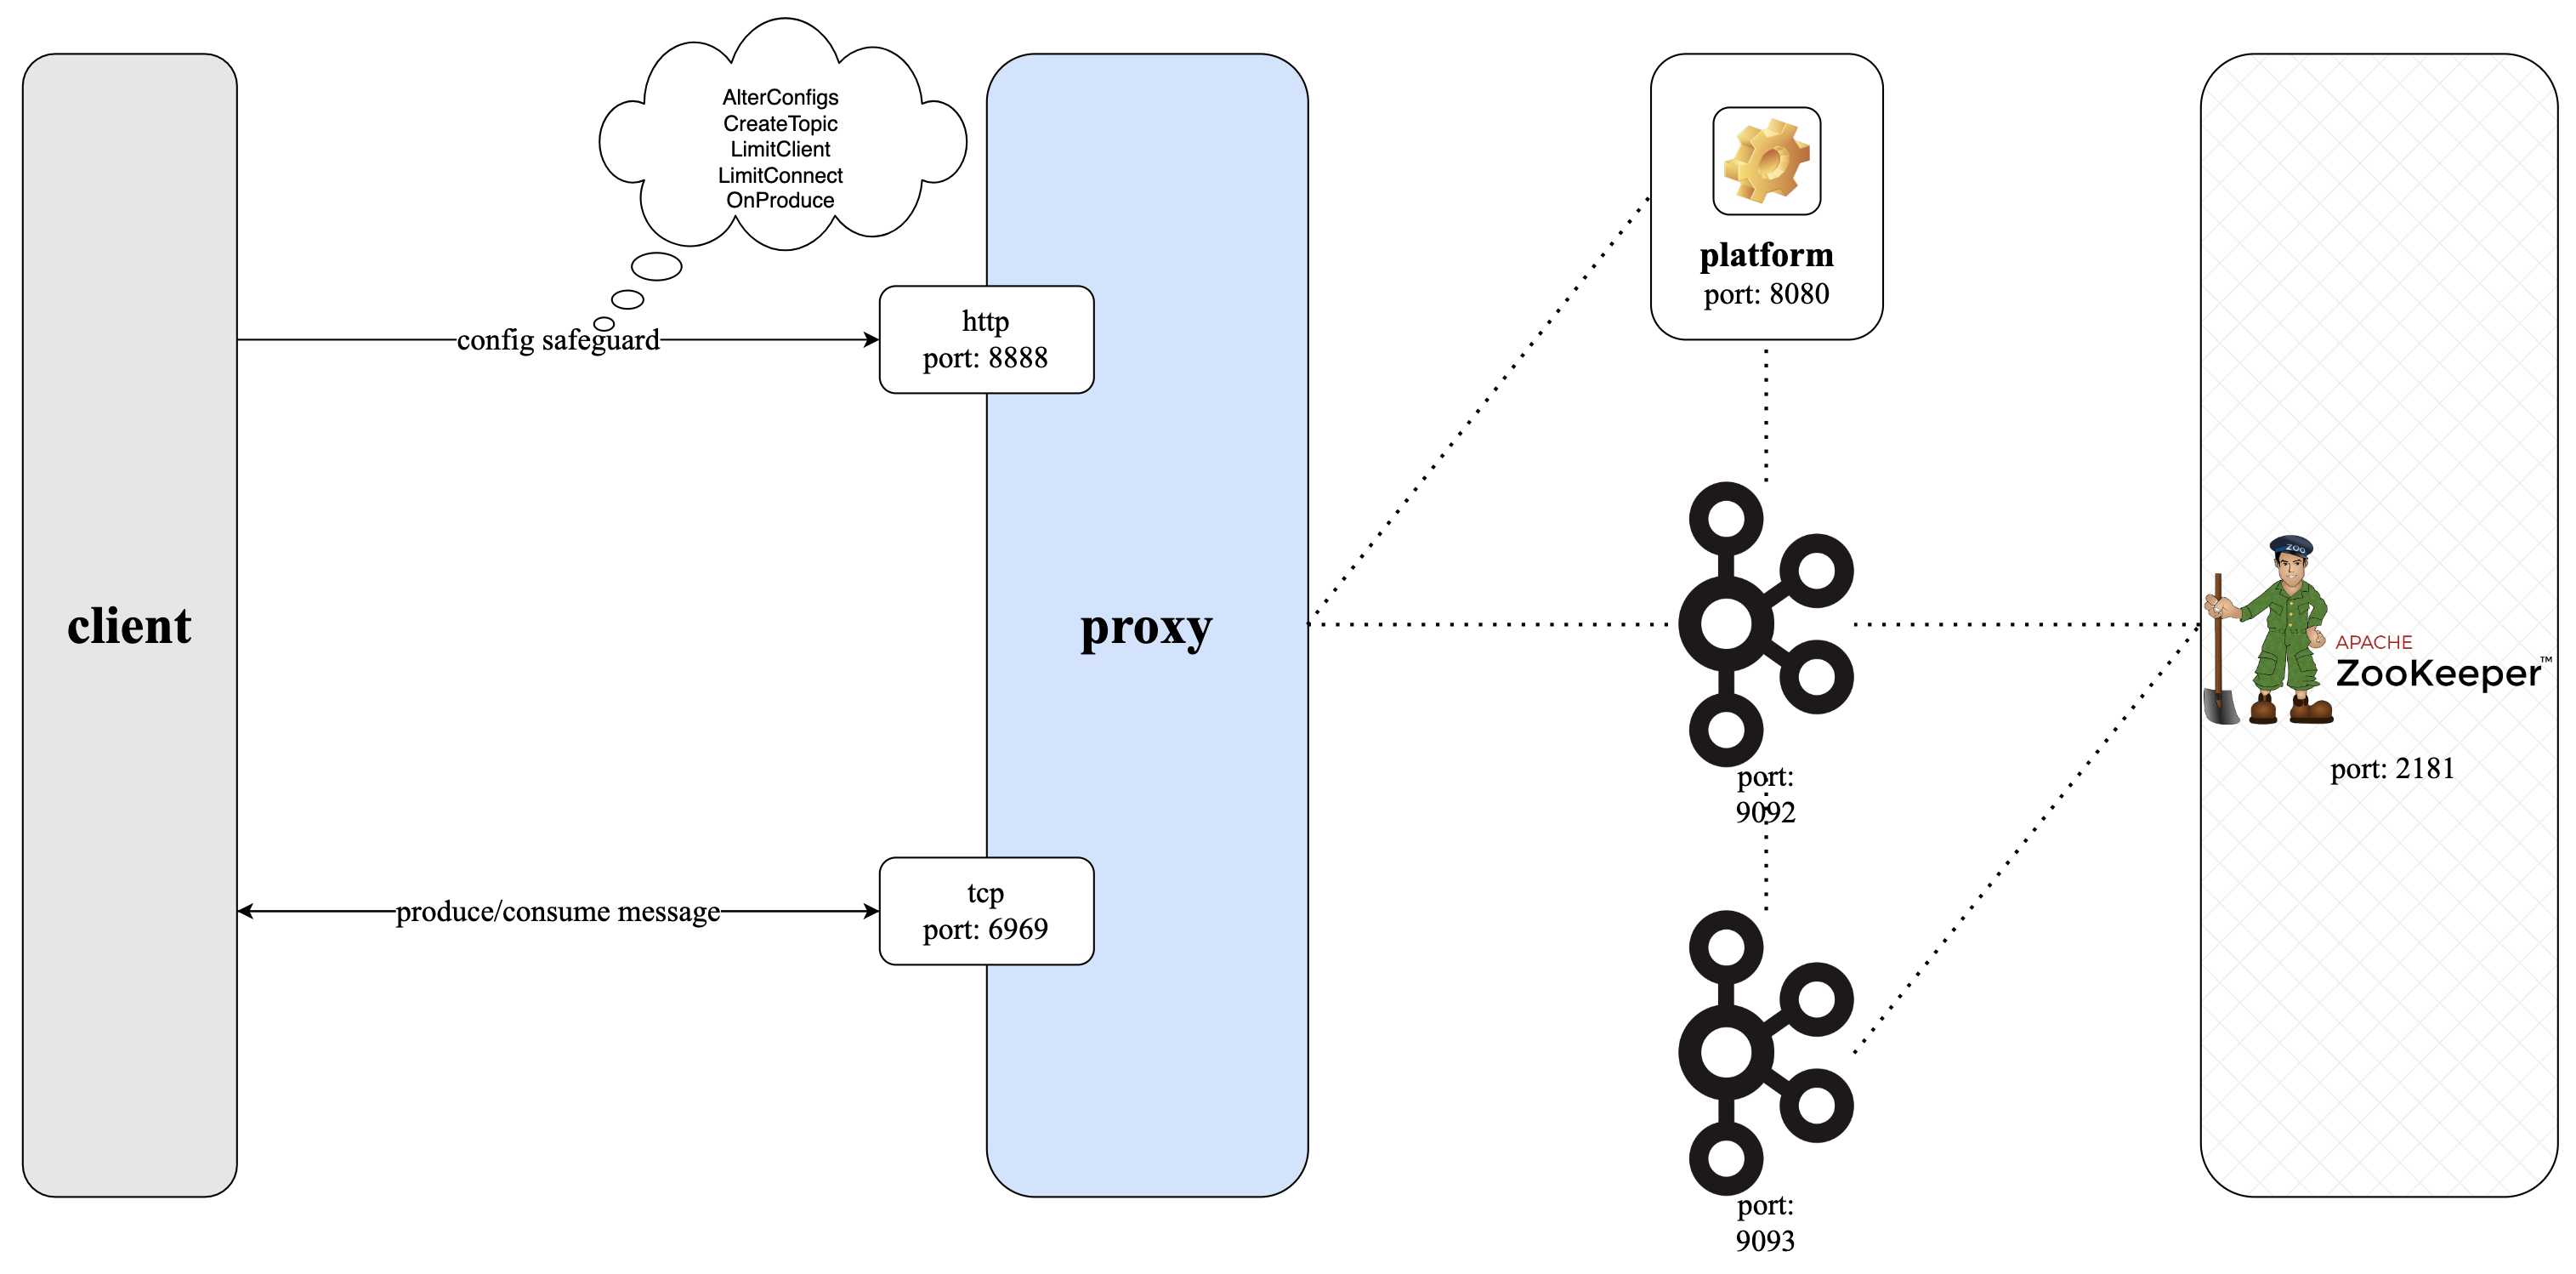 AlterConfigs
CreateTopic
LimitClient
LimitConnect
OnProduce
config safeguard
http
port: 8888
client
proxy
produce/consume message
tcp
port: 6969
platform
port: 8080
port:
9092
port:
9093
ZOO
APACHE
ZooKeeper™
port: 2181